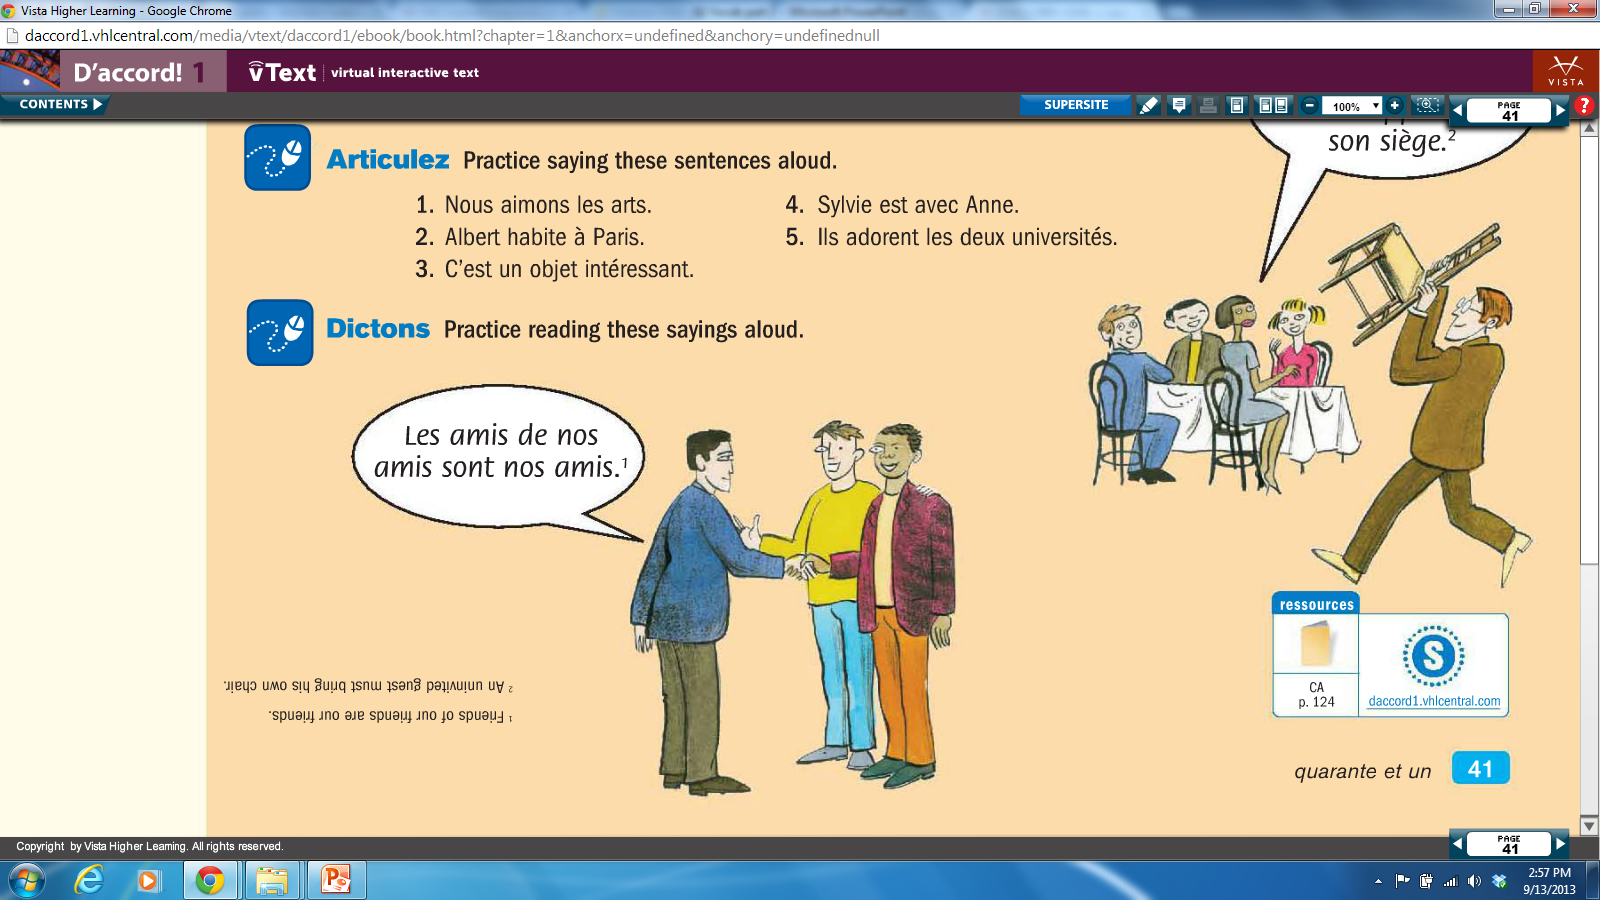 Vista Higher Learning - Google Chrome
daccord1.vhlcentral.com/media/vtext/daccord1/ebook/book.html?chapter=1&anchorx=undefined&anchory=undefinednull
D'accord! 1
vText | virtual interactive text
VISTA
CONTENTS
SUPERSITE
100%
PAGE
41
?
son siège.²
Articulez Practice saying these sentences aloud.
1. Nous aimons les arts.
2. Albert habite à Paris.
3. C'est un objet intéressant.
4. Sylvie est avec Anne.
5. Ils adorent les deux universités.
Dictons Practice reading these sayings aloud.
Les amis de nos
amis sont nos amis.¹
ressources
CA
p. 124
S
daccord1.vhlcentral.com
¹ Friends of our friends are our friends.
² An uninvited guest must bring his own chair.
quarante et un 41
Copyright by Vista Higher Learning. All rights reserved.
PAGE
41
2:57 PM
9/13/2013